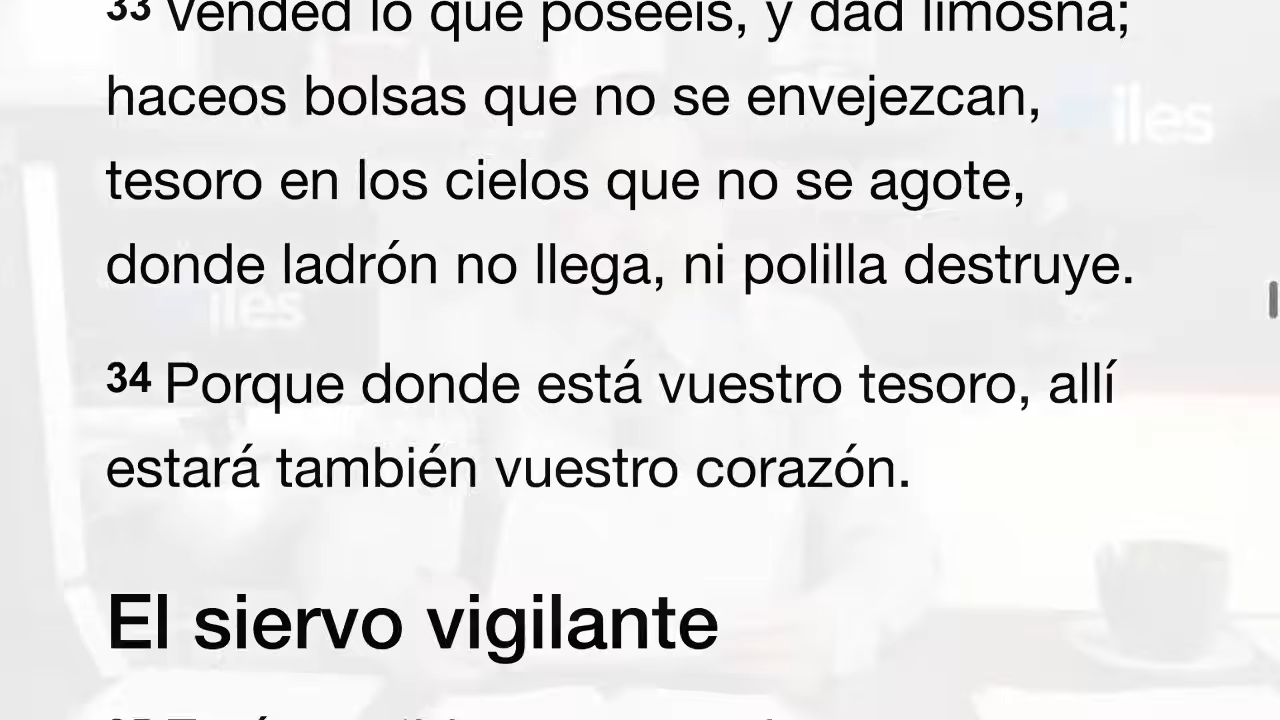 33 Vended lo que poseéis, y dad limosna;
haceos bolsas que no se envejezcan,
iles
tesoro en los cielos que no se agote,
donde ladrón no llega, ni polilla destruye.
iles
34 Porque donde está vuestro tesoro, allí
estará también vuestro corazón.
El siervo vigilante